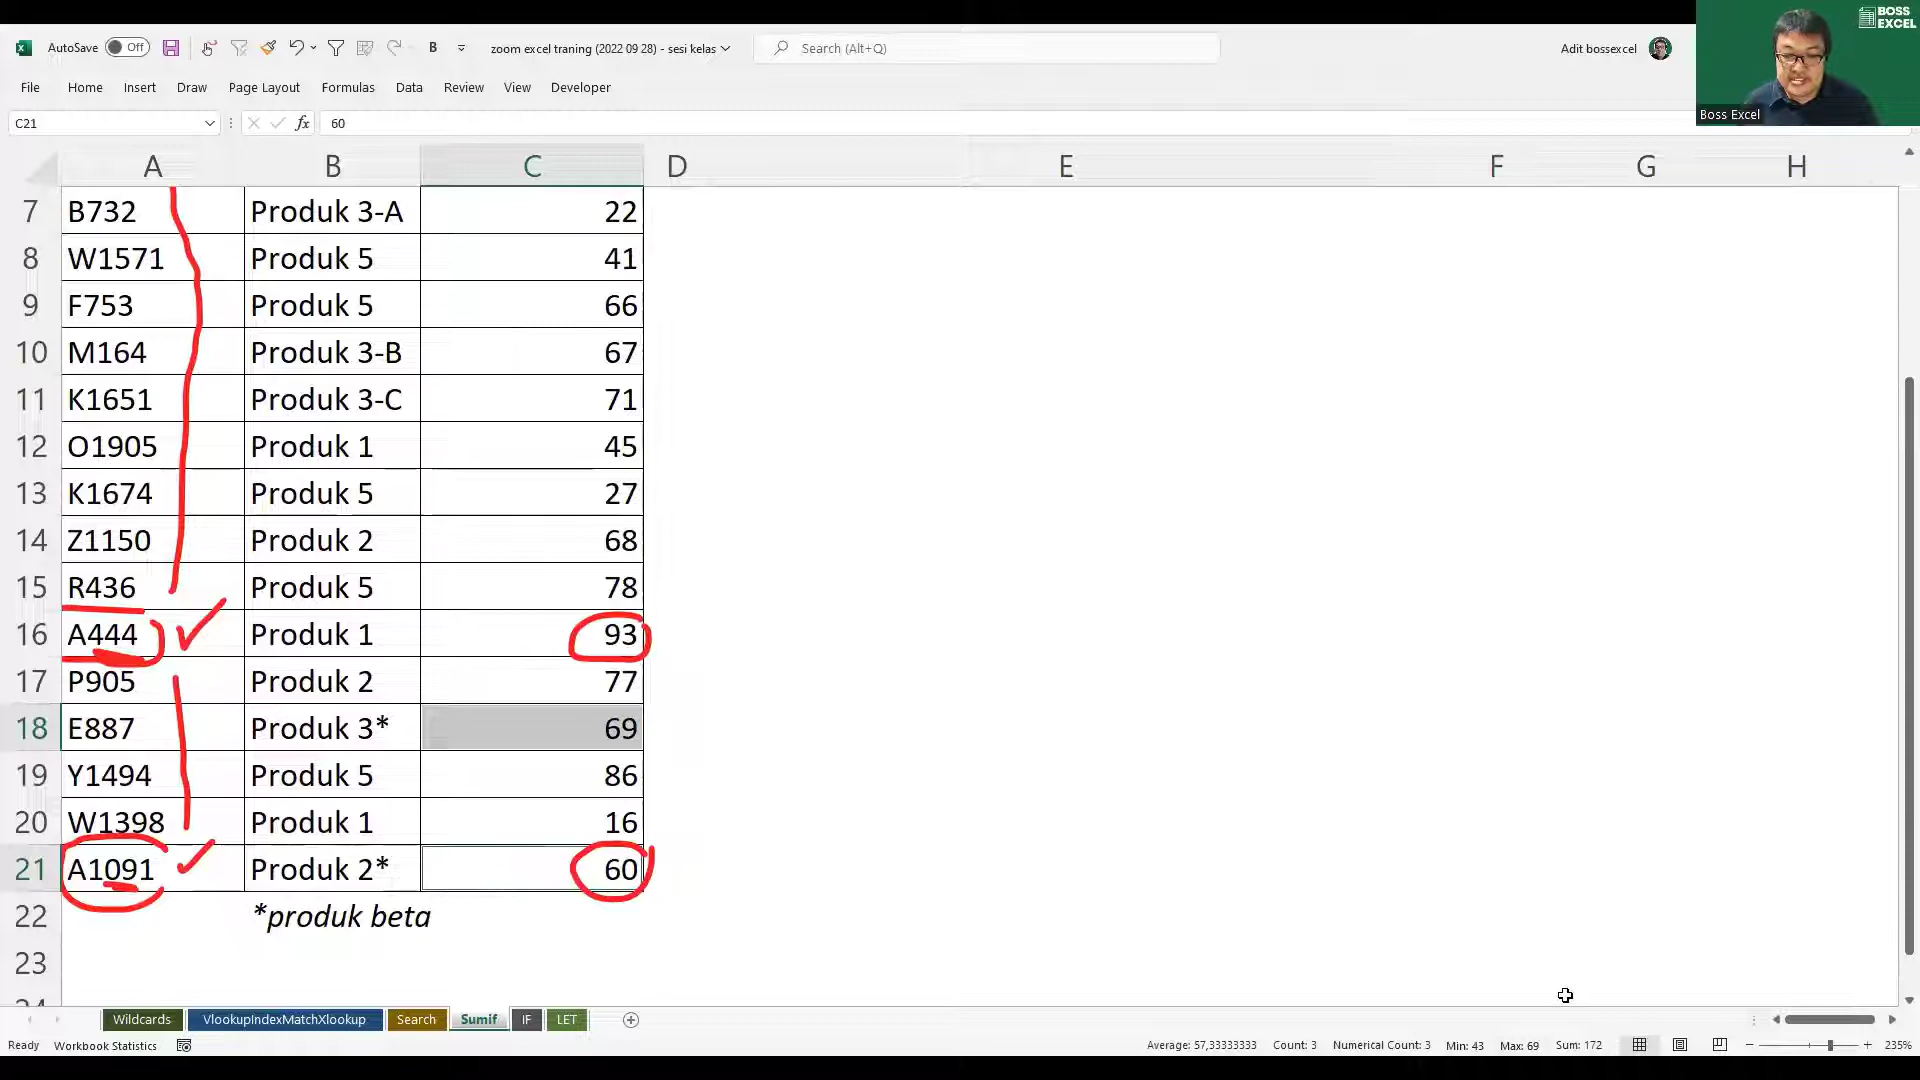 BOSS
EXCEL
AutoSave Off B zoom excel traning (2022 09 28) - sesi kelas Search (Alt+Q) Adit bossexcel
File Home Insert Draw Page Layout Formulas Data Review View Developer
Boss Excel
C21 fx 60
A B C D E F G H
7 B732 Produk 3-A 22
8 W1571 Produk 5 41
9 F753 Produk 5 66
10 M164 Produk 3-B 67
11 K1651 Produk 3-C 71
12 O1905 Produk 1 45
13 K1674 Produk 5 27
14 Z1150 Produk 2 68
15 R436 Produk 5 78
16 A444 Produk 1 93
17 P905 Produk 2 77
18 E887 Produk 3* 69
19 Y1494 Produk 5 86
20 W1398 Produk 1 16
21 A1091 Produk 2* 60
22 *produk beta
23
24
Wildcards VlookupIndexMatchXlookup Search Sumif IF LET
Ready Workbook Statistics Average: 57,33333333 Count: 3 Numerical Count: 3 Min: 43 Max: 69 Sum: 172 235%